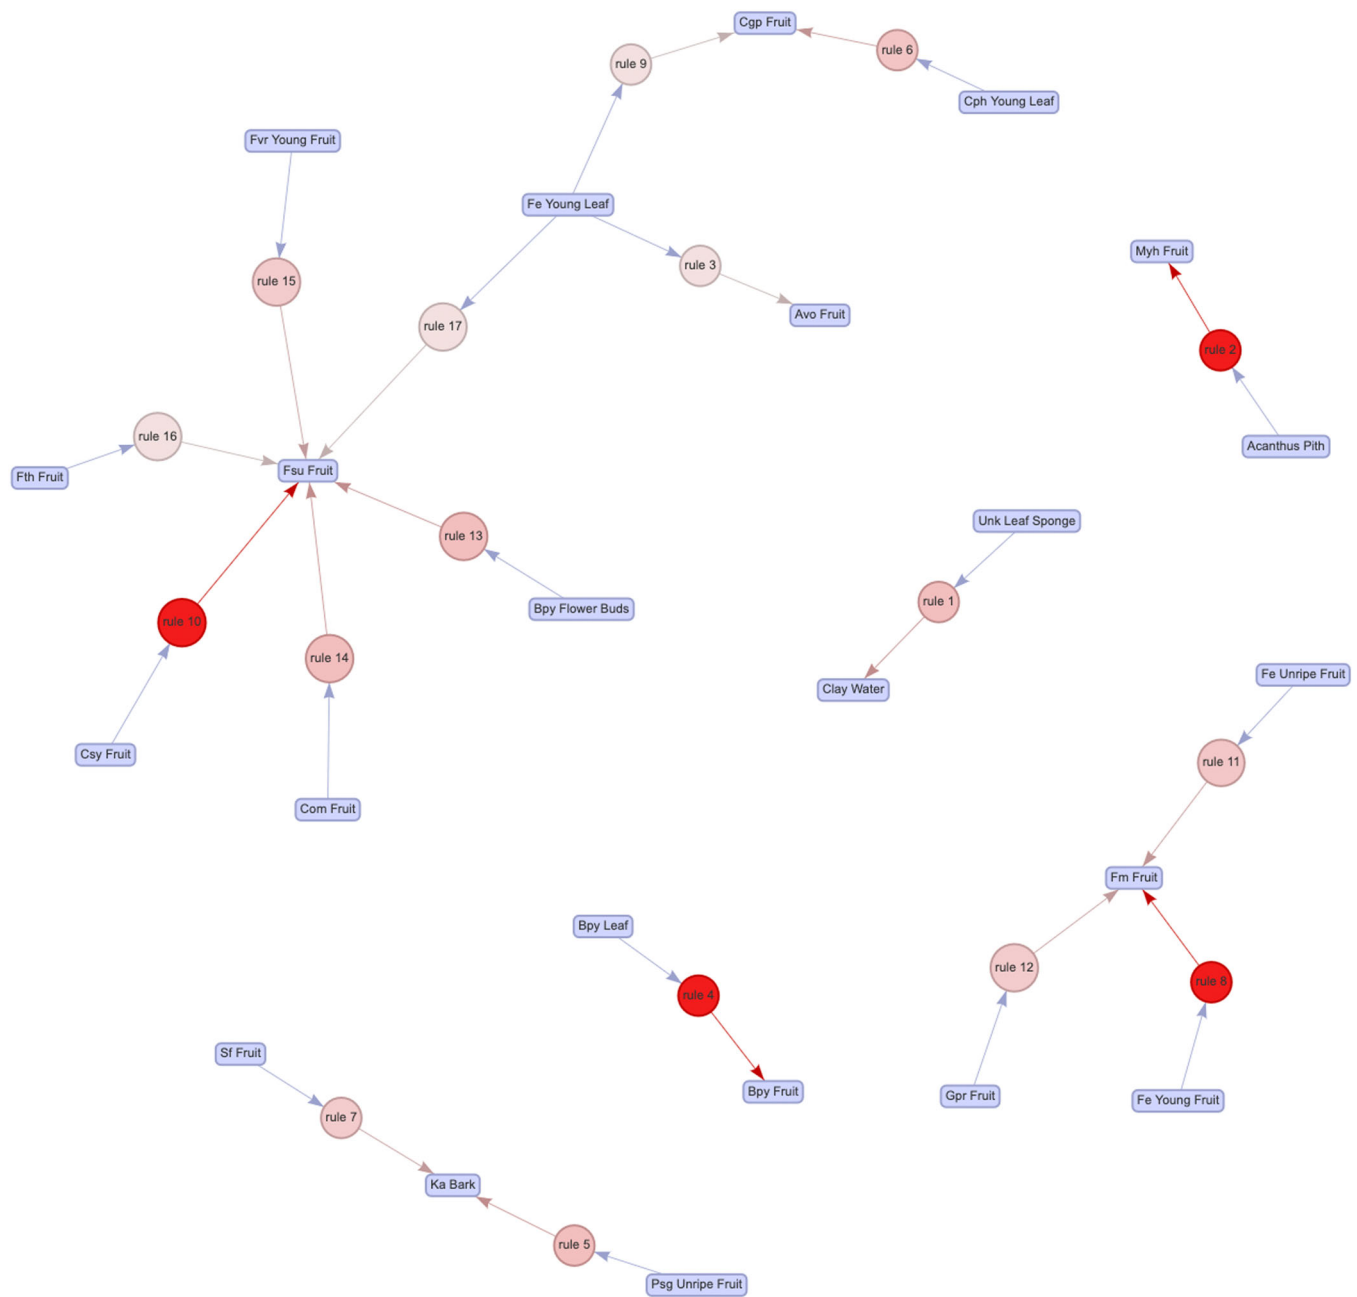 Cgp Fruit
rule 6
rule 9
Cph Young Leaf
Fvr Young Fruit
Fe Young Leaf
Myh Fruit
rule 3
rule 15
Avo Fruit
rule 17
rule 2
rule 16
Acanthus Pith
Fsu Fruit
Fth Fruit
Unk Leaf Sponge
rule 13
rule 1
Bpy Flower Buds
rule 10
rule 14
Fe Unripe Fruit
Clay Water
Csy Fruit
rule 11
Com Fruit
Fm Fruit
Bpy Leaf
rule 12
rule 8
rule 4
Sf Fruit
Bpy Fruit
Gpr Fruit
Fe Young Fruit
rule 7
Ka Bark
rule 5
Psg Unripe Fruit